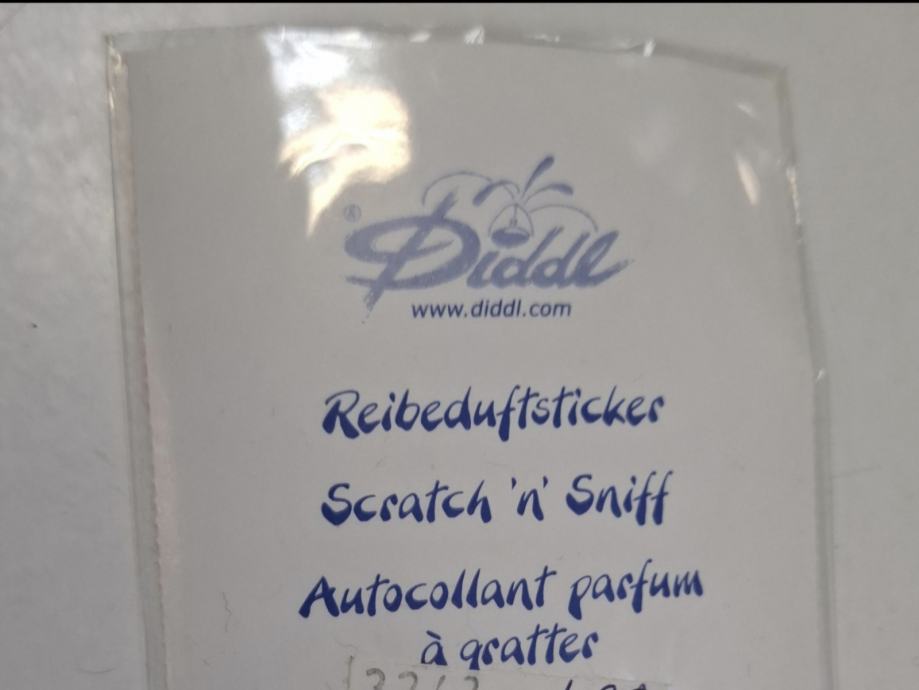 ® Diddl
www.diddl.com
Reibeduftsticker
Scratch 'n' Sniff
Autocollant parfum
à gratter